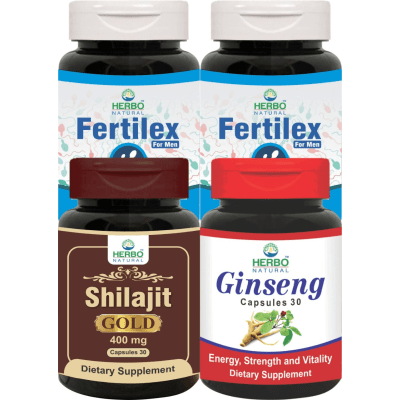 HERBO
NATURAL
Fertilex
For Men
HERBO
NATURAL
Fertilex
For Men
HERBO
NATURAL
Shilajit
GOLD
400 mg
Capsules 30
Dietary Supplement
HERBO
NATURAL
Ginseng
Capsules 30
Energy, Strength and Vitality
Dietary Supplement